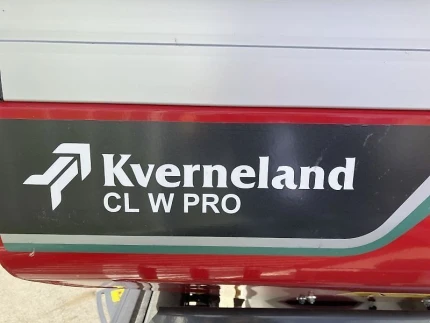 Kverneland
CL W PRO